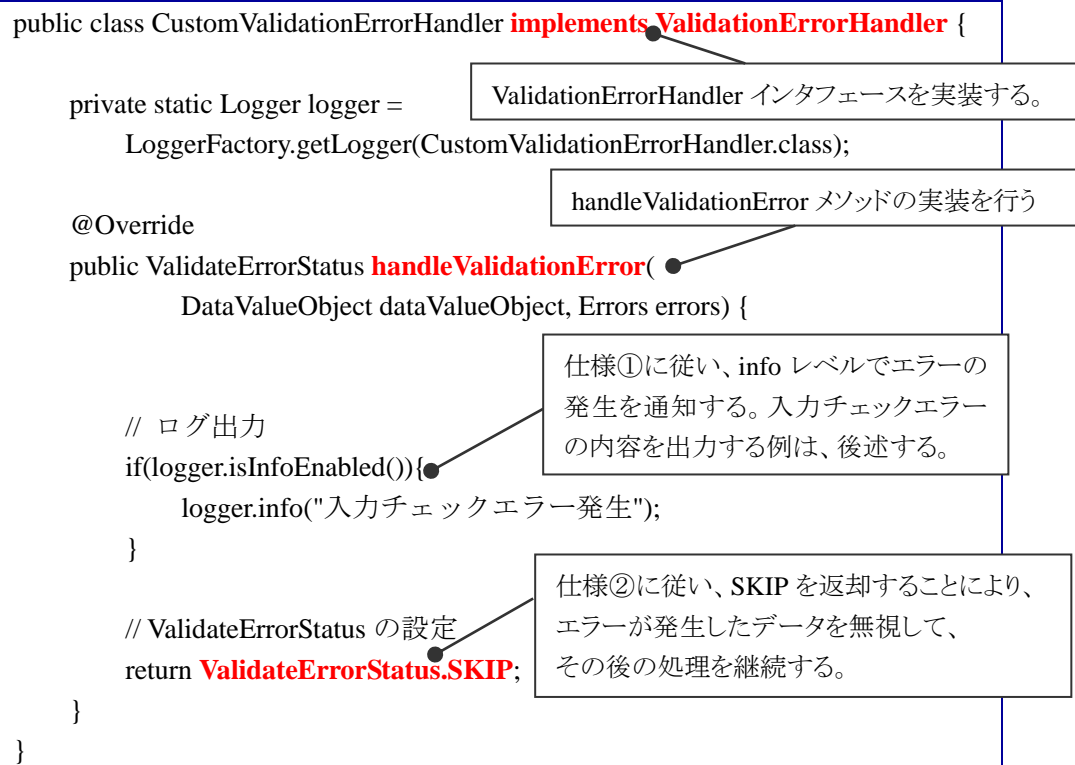 public class CustomValidationErrorHandler implements ValidationErrorHandler {
ValidationErrorHandler インタフェースを実装する。
private static Logger logger =
LoggerFactory.getLogger(CustomValidationErrorHandler.class);
handleValidationError メソッドの実装を行う
@Override
public ValidateErrorStatus handleValidationError(
DataValueObject dataValueObject, Errors errors) {
仕様①に従い、info レベルでエラーの
発生を通知する。入力チェックエラー
の内容を出力する例は、後述する。
// ログ出力
if(logger.isInfoEnabled()){
logger.info("入力チェックエラー発生");
}
仕様②に従い、SKIP を返却することにより、
エラーが発生したデータを無視して、
その後の処理を継続する。
// ValidateErrorStatus の設定
return ValidateErrorStatus.SKIP;
}
}